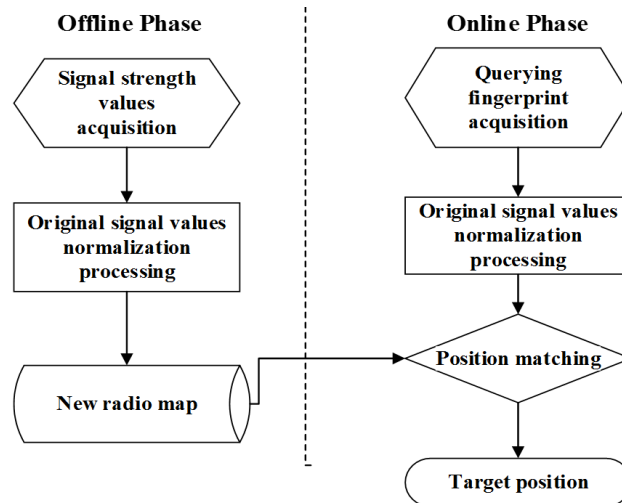 Offline Phase
Signal strength
values
acquisition
Original signal values
normalization
processing
New radio map
Online Phase
Querying
fingerprint
acquisition
Original signal values
normalization
processing
Position matching
Target position